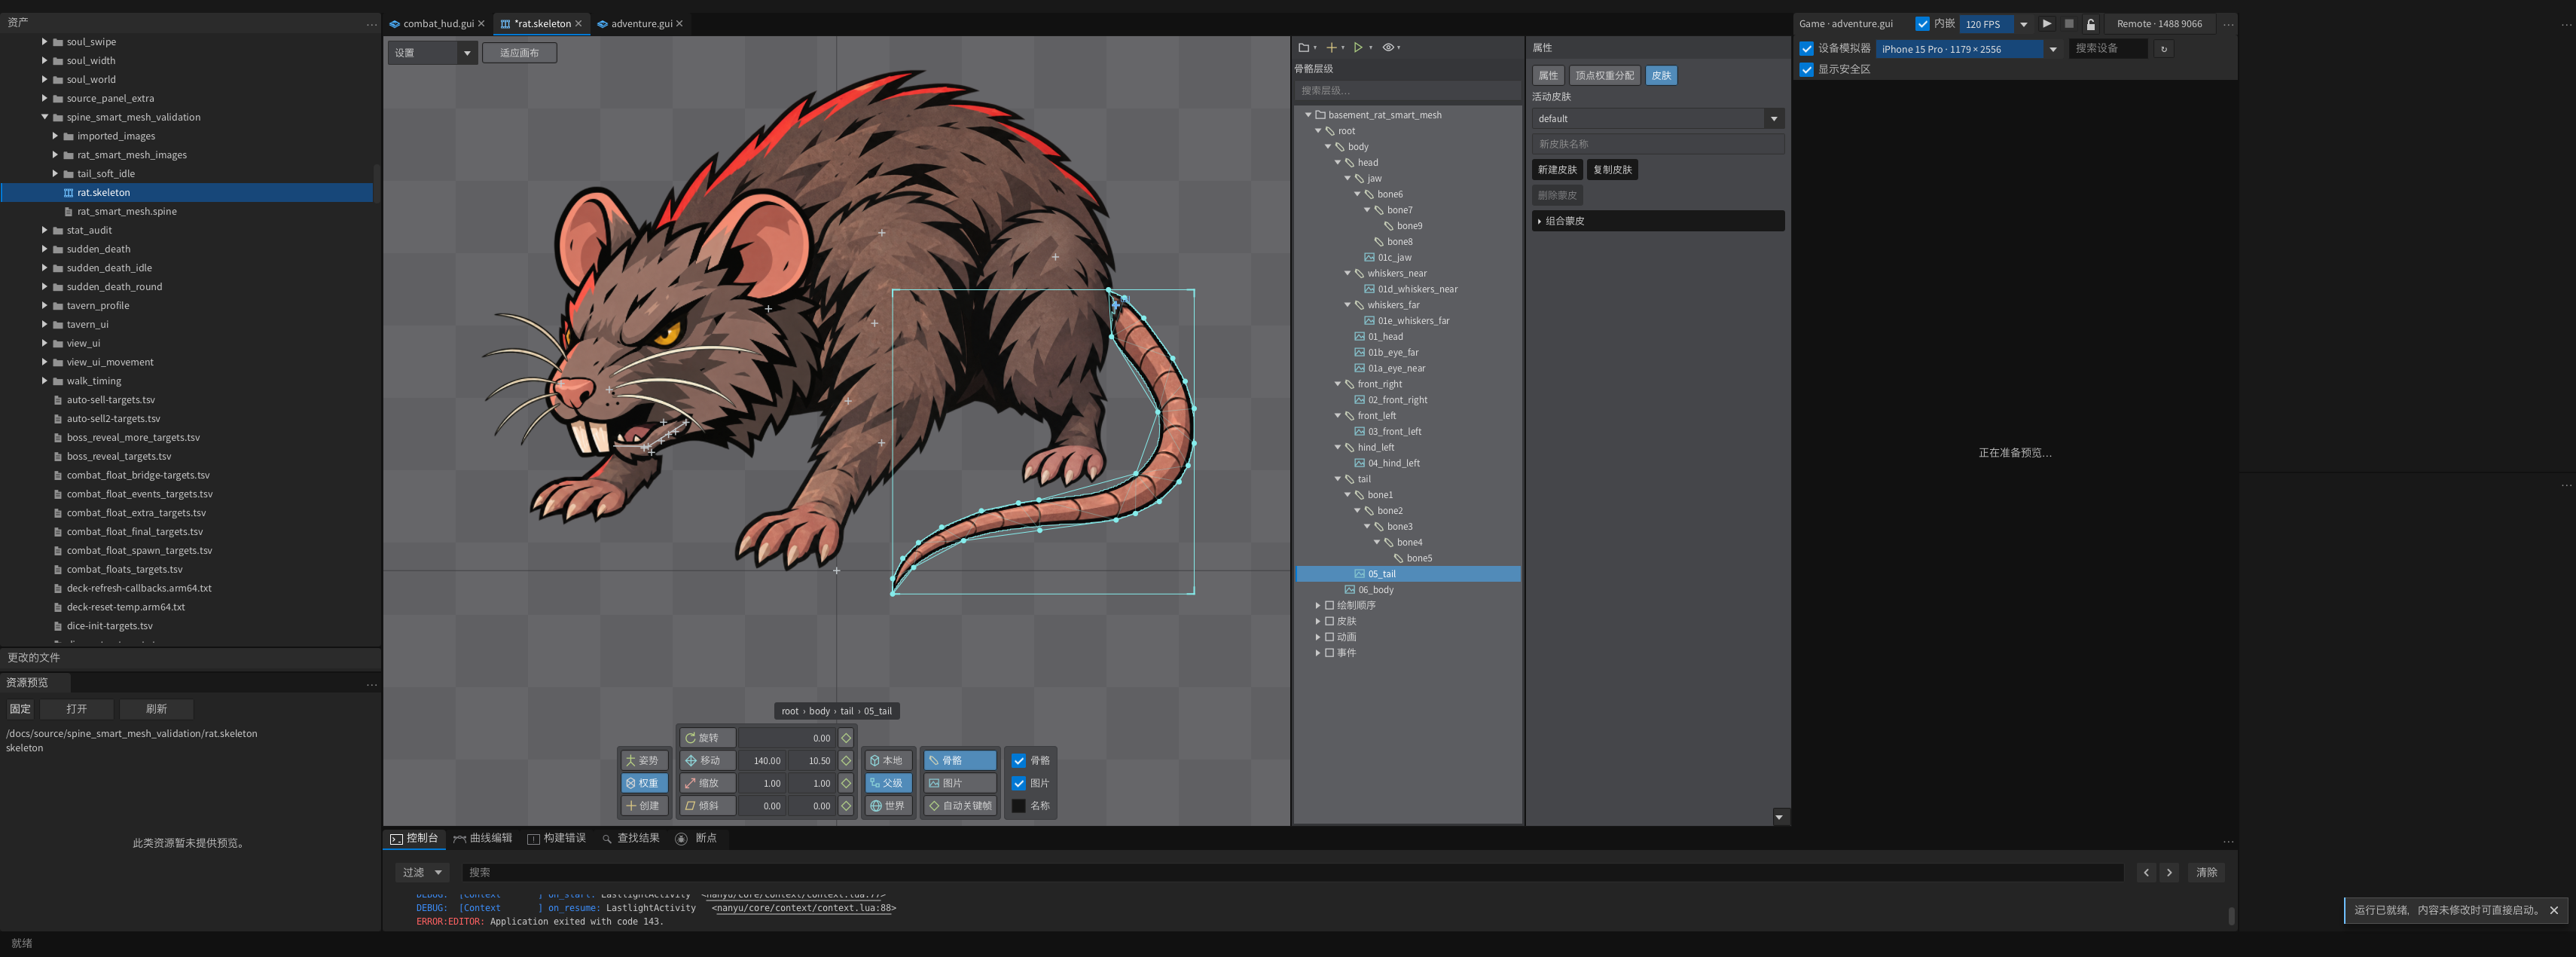 资产
soul_swipe
soul_width
soul_world
source_panel_extra
spine_smart_mesh_validation
imported_images
rat_smart_mesh_images
tail_soft_idle
rat.skeleton
rat_smart_mesh.spine
stat_audit
sudden_death
sudden_death_idle
sudden_death_round
tavern_profile
tavern_ui
view_ui
view_ui_movement
walk_timing
auto-sell-targets.tsv
auto-sell2-targets.tsv
boss_reveal_more_targets.tsv
boss_reveal_targets.tsv
combat_float_bridge-targets.tsv
combat_float_events_targets.tsv
combat_float_extra_targets.tsv
combat_float_final_targets.tsv
combat_float_spawn_targets.tsv
combat_floats_targets.tsv
deck-refresh-callbacks.arm64.txt
deck-reset-temp.arm64.txt
dice-init-targets.tsv
更改的文件
资源预览
固定 打开 刷新
/docs/source/spine_smart_mesh_validation/rat.skeleton
skeleton
此类资源暂未提供预览。
就绪
combat_hud.gui *rat.skeleton adventure.gui
设置 适应画布
root › body › tail › 05_tail
姿势
权重
创建
旋转 0.00
移动 140.00 10.50
缩放 1.00 1.00
倾斜 0.00 0.00
本地
父级
世界
骨骼
图片
自动关键帧
骨骼
图片
名称
骨骼层级
搜索层级...
basement_rat_smart_mesh
root
body
head
jaw
bone6
bone7
bone9
bone8
01c_jaw
whiskers_near
01d_whiskers_near
whiskers_far
01e_whiskers_far
01_head
01b_eye_far
01a_eye_near
front_right
02_front_right
front_left
03_front_left
hind_left
04_hind_left
tail
bone1
bone2
bone3
bone4
bone5
05_tail
06_body
绘制顺序
皮肤
动画
事件
属性
属性 顶点权重分配 皮肤
活动皮肤
default
新皮肤名称
新建皮肤 复制皮肤
删除蒙皮
组合蒙皮
Game · adventure.gui 内嵌 120 FPS Remote · 1488 9066
设备模拟器 iPhone 15 Pro · 1179 × 2556 搜索设备
显示安全区
正在准备预览...
控制台 曲线编辑 构建错误 查找结果 断点
过滤 搜索 清除
DEBUG: [Context ] on_start: LastlightActivity <nanyu/core/context/context.lua:77>
DEBUG: [Context ] on_resume: LastlightActivity <nanyu/core/context/context.lua:88>
ERROR:EDITOR: Application exited with code 143.
运行已就绪，内容未修改时可直接启动。